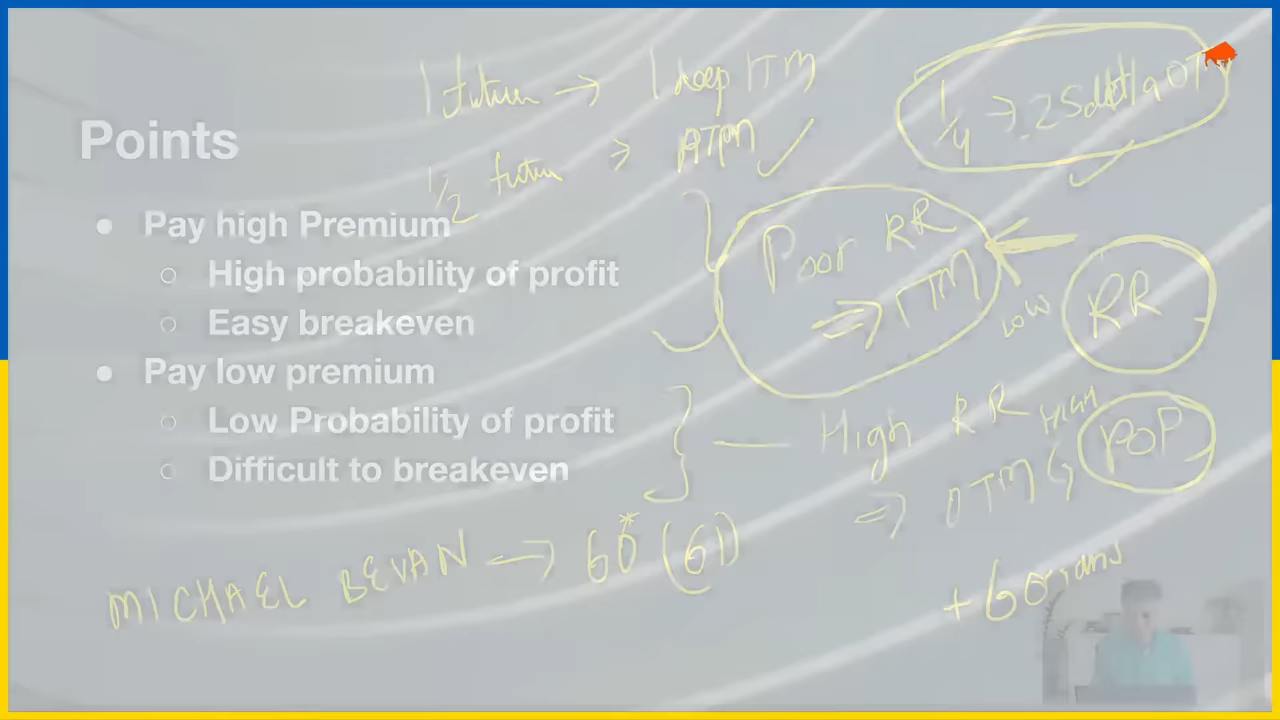 1 future → 1 deep ITM
1/2 future → ATM ✓
1/4 → .25 delta OTM
Points
● Pay high Premium
○ High probability of profit
○ Easy breakeven
● Pay low premium
○ Low Probability of profit
○ Difficult to breakeven
Poor RR
⇒ ITM
LOW RR
High RR
⇒ OTM
HIGH POP
MICHAEL BEVAN → 60* (61)
+ 60 runs